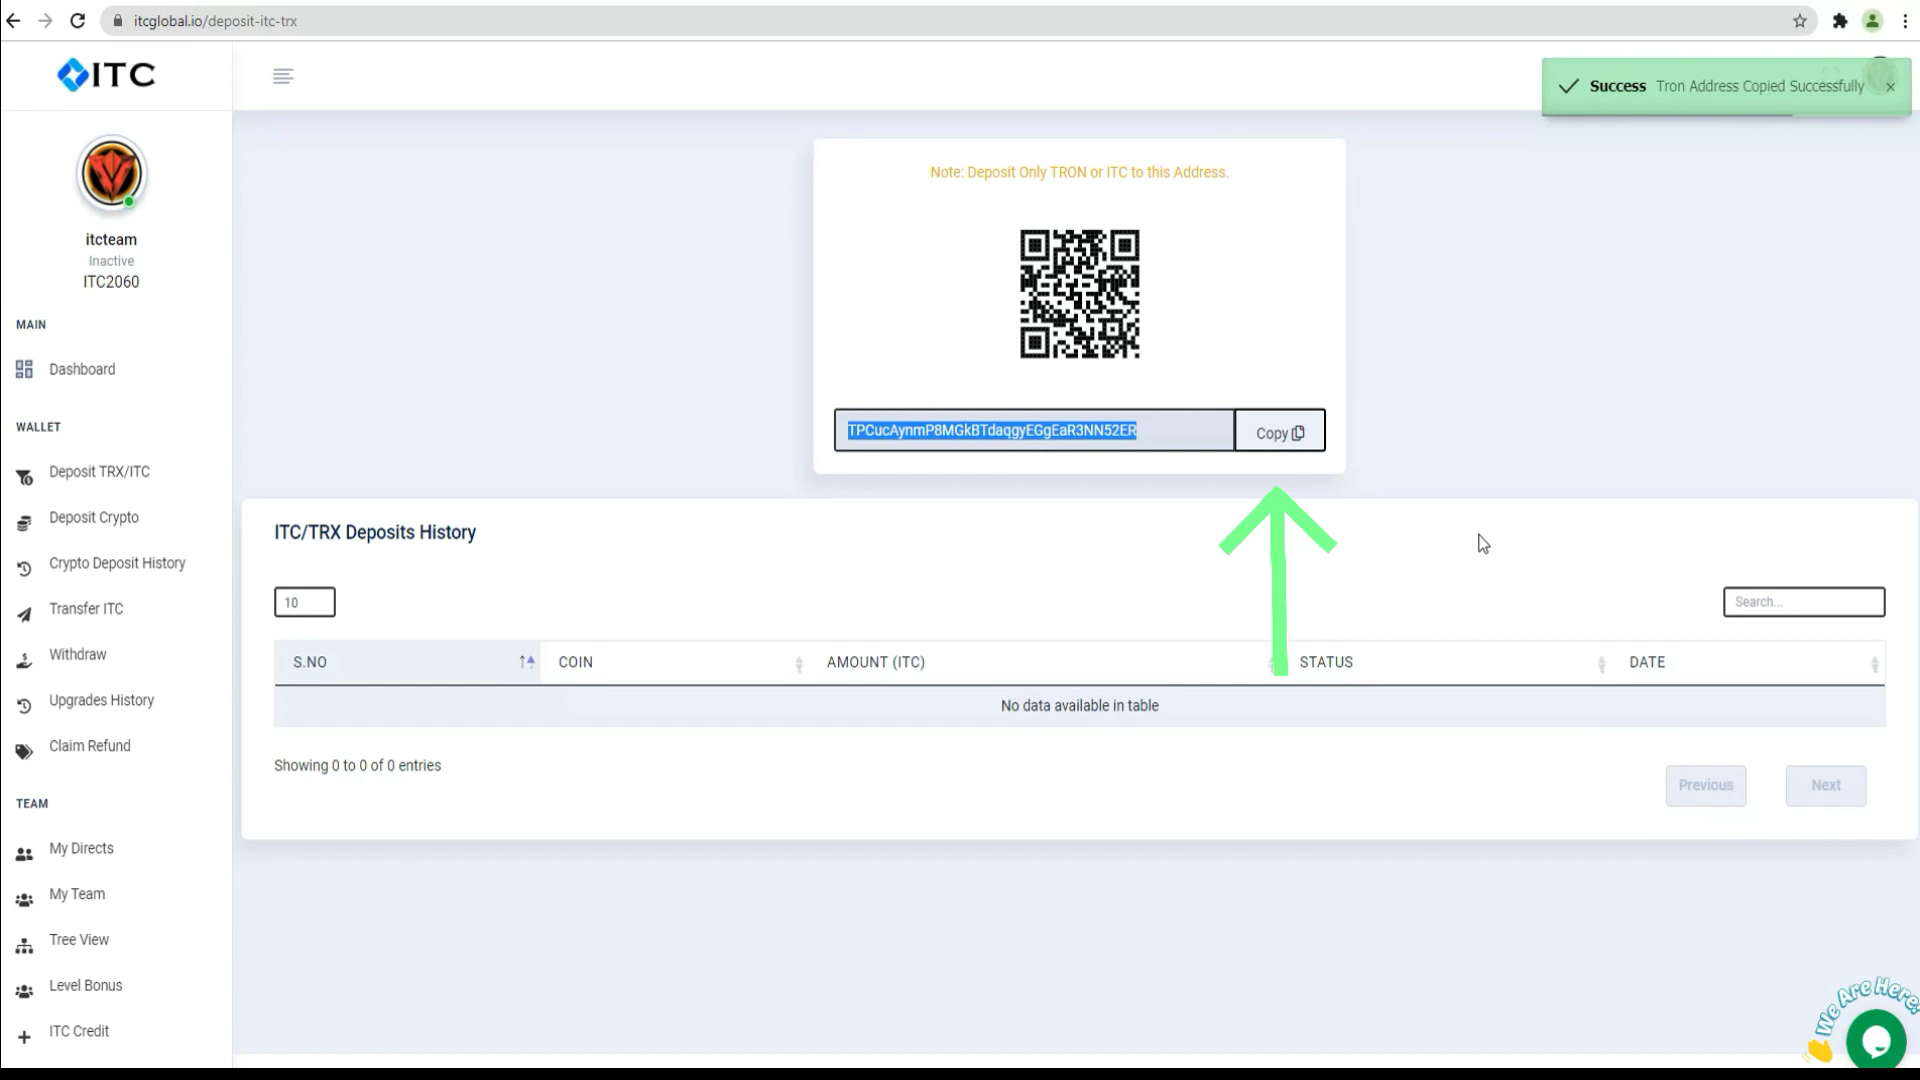 itcglobal.io/deposit-itc-trx
ITC
Success Tron Address Copied Successfully ×
itcteam
Inactive
ITC2060
MAIN
Dashboard
WALLET
Deposit TRX/ITC
Deposit Crypto
Crypto Deposit History
Transfer ITC
Withdraw
Upgrades History
Claim Refund
TEAM
My Directs
My Team
Tree View
Level Bonus
ITC Credit
Note: Deposit Only TRON or ITC to this Address.
TPCucAynmP8MGkBTdaqgyEGgEaR3NN52ER
Copy
ITC/TRX Deposits History
10
Search...
S.NO COIN AMOUNT (ITC) STATUS DATE
No data available in table
Showing 0 to 0 of 0 entries
Previous Next
We Are Here!